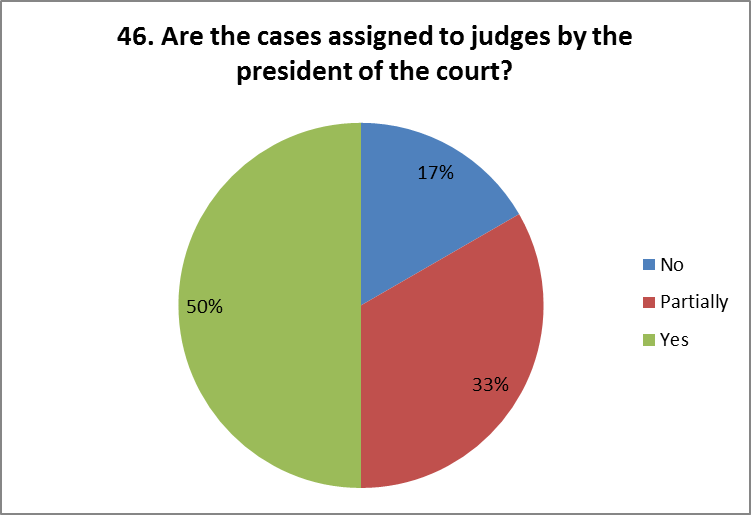 46. Are the cases assigned to judges by the
president of the court?
17%
33%
50%
No
Partially
Yes